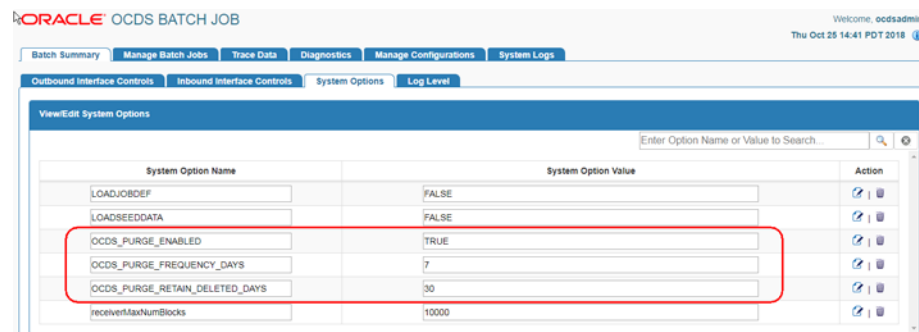 ORACLE' OCDS BATCH JOB
Welcome, ocdsadmin
Thu Oct 25 14:41 PDT 2018
Batch Summary Manage Batch Jobs Trace Data Diagnostics Manage Configurations System Logs
Outbound Interface Controls Inbound Interface Controls System Options Log Level
View/Edit System Options
Enter Option Name or Value to Search...
System Option Name System Option Value Action
LOADJOBDEF FALSE
LOADSEEDDATA FALSE
OCDS_PURGE_ENABLED TRUE
OCDS_PURGE_FREQUENCY_DAYS 7
OCDS_PURGE_RETAIN_DELETED_DAYS 30
receiverMaxNumBlocks 10000